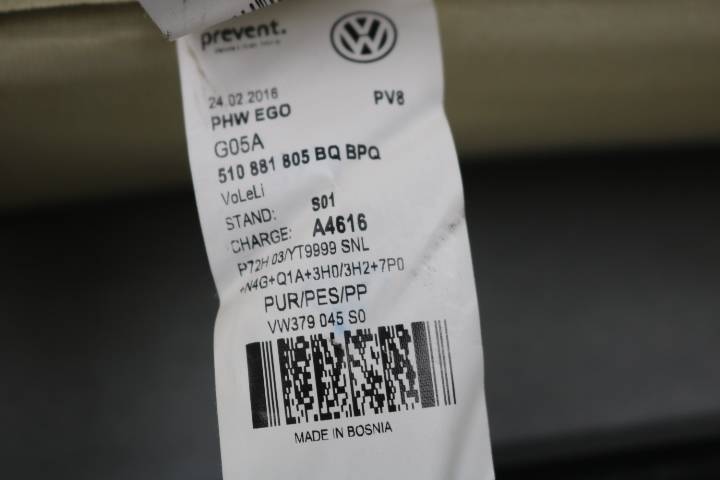 prevent.
VW
24.02.2016
PHW EGO PV8
G05A
510 881 805 BQ BPQ
VoLeLi
STAND: S01
CHARGE: A4616
P72H 03/YT9999 SNL
+N4G+Q1A+3H0/3H2+7P0
PUR/PES/PP
VW379 045 S0
MADE IN BOSNIA